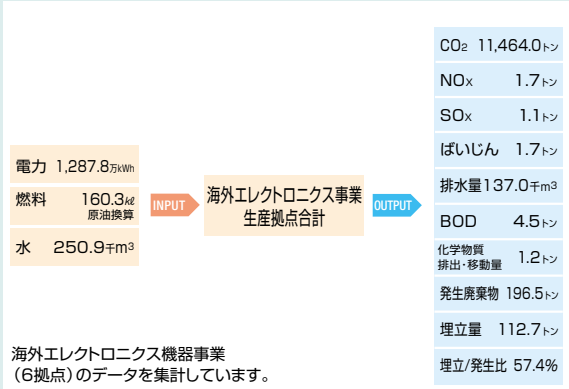 電力 1,287.8万kWh
燃料 160.3kℓ
原油換算
水 250.9千m³
INPUT
海外エレクトロニクス事業
生産拠点合計
OUTPUT
CO₂ 11,464.0トン
NOx 1.7トン
SOx 1.1トン
ばいじん 1.7トン
排水量137.0千m³
BOD 4.5トン
化学物質
排出・移動量 1.2トン
発生廃棄物 196.5トン
埋立量 112.7トン
埋立/発生比 57.4%
海外エレクトロニクス機器事業
（6拠点）のデータを集計しています。